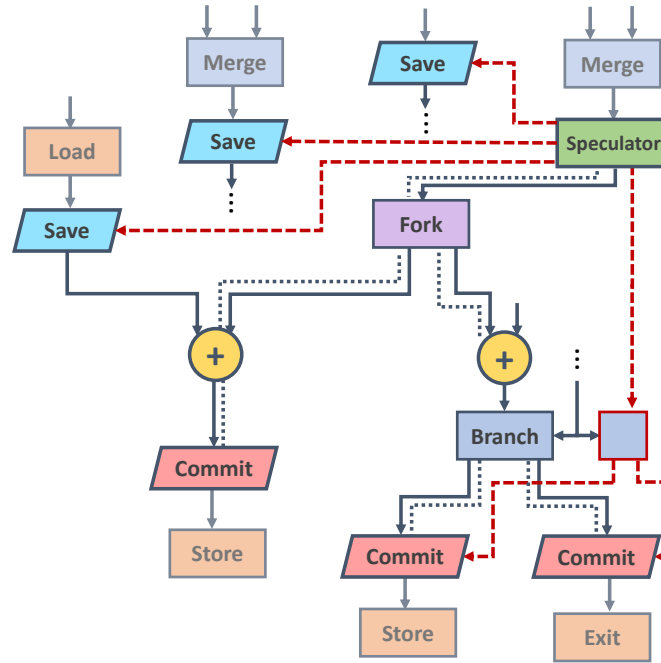 Merge
Save
Merge
Load
Save
Speculator
Save
Fork
+
+
Branch
Commit
Commit
Commit
Store
Store
Exit